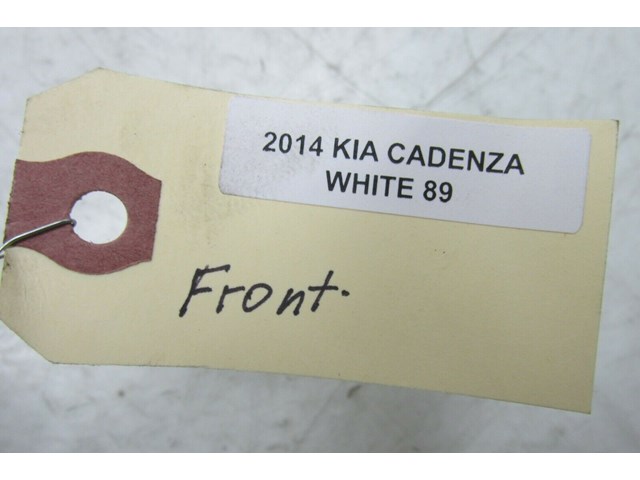 2014 KIA CADENZA
WHITE 89
Front.